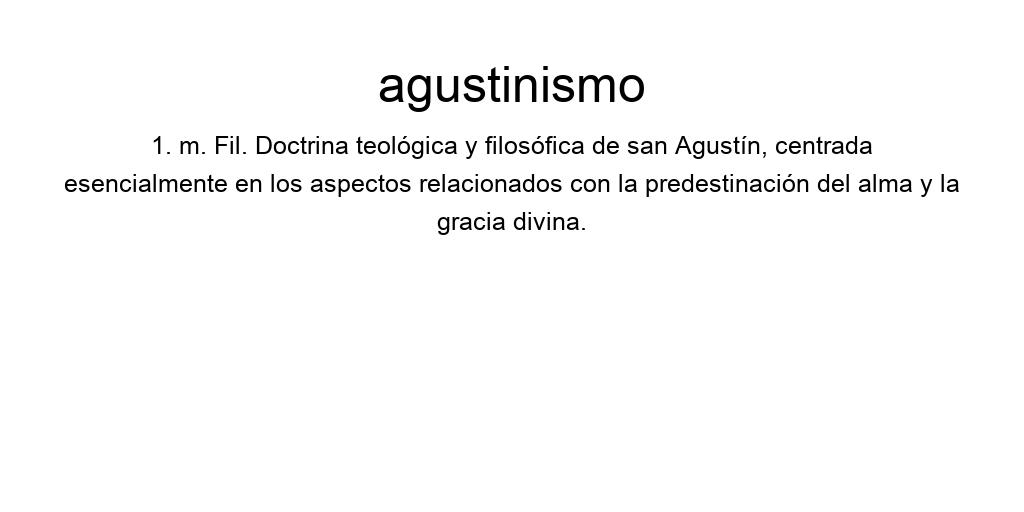 agustinismo
1. m. Fil. Doctrina teológica y filosófica de san Agustín, centrada
esencialmente en los aspectos relacionados con la predestinación del alma y la
gracia divina.